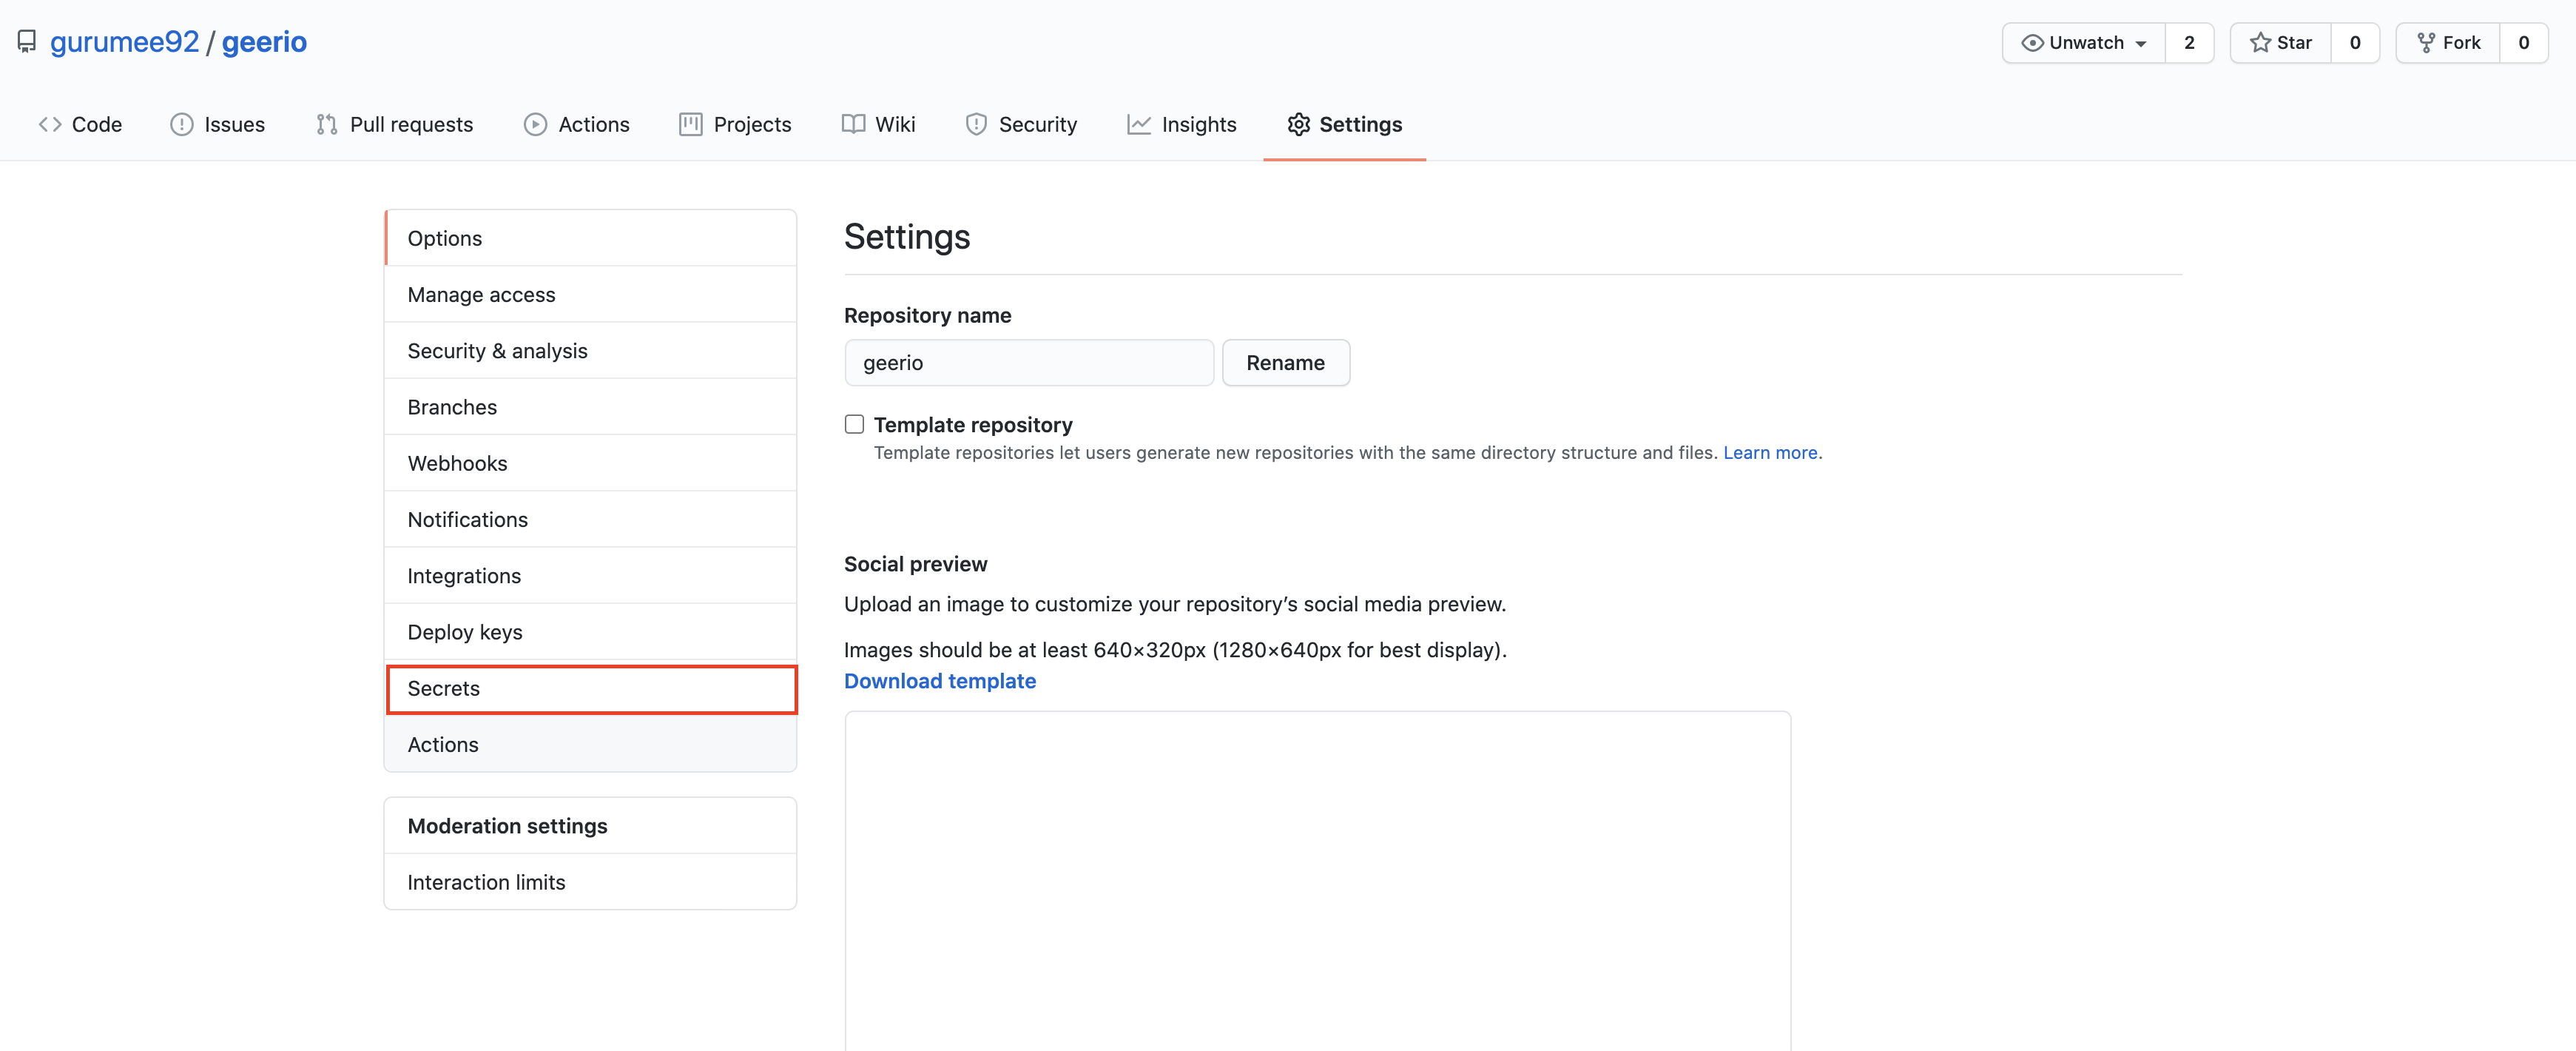 gurumee92 / geerio
Unwatch 2 Star 0 Fork 0
Code Issues Pull requests Actions Projects Wiki Security Insights Settings
Options
Manage access
Security & analysis
Branches
Webhooks
Notifications
Integrations
Deploy keys
Secrets
Actions
Moderation settings
Interaction limits
Settings
Repository name
geerio Rename
Template repository
Template repositories let users generate new repositories with the same directory structure and files. Learn more.
Social preview
Upload an image to customize your repository’s social media preview.
Images should be at least 640×320px (1280×640px for best display).
Download template